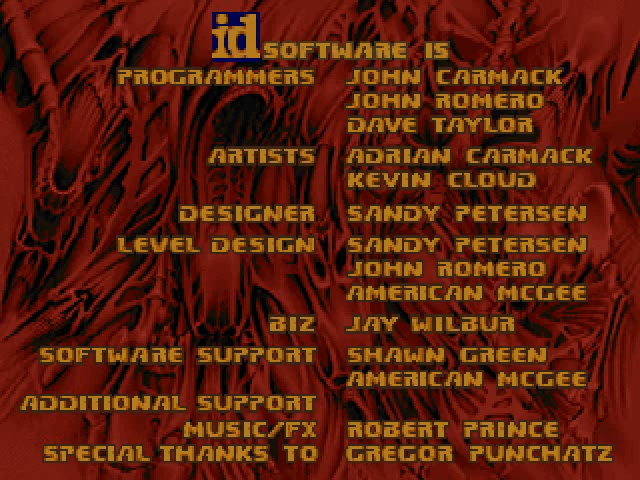 id SOFTWARE IS
PROGRAMMERS JOHN CARMACK
JOHN ROMERO
DAVE TAYLOR
ARTISTS ADRIAN CARMACK
KEVIN CLOUD
DESIGNER SANDY PETERSEN
LEVEL DESIGN SANDY PETERSEN
JOHN ROMERO
AMERICAN MCGEE
BIZ JAY WILBUR
SOFTWARE SUPPORT SHAWN GREEN
AMERICAN MCGEE
ADDITIONAL SUPPORT
MUSIC/FX ROBERT PRINCE
SPECIAL THANKS TO GREGOR PUNCHATZ